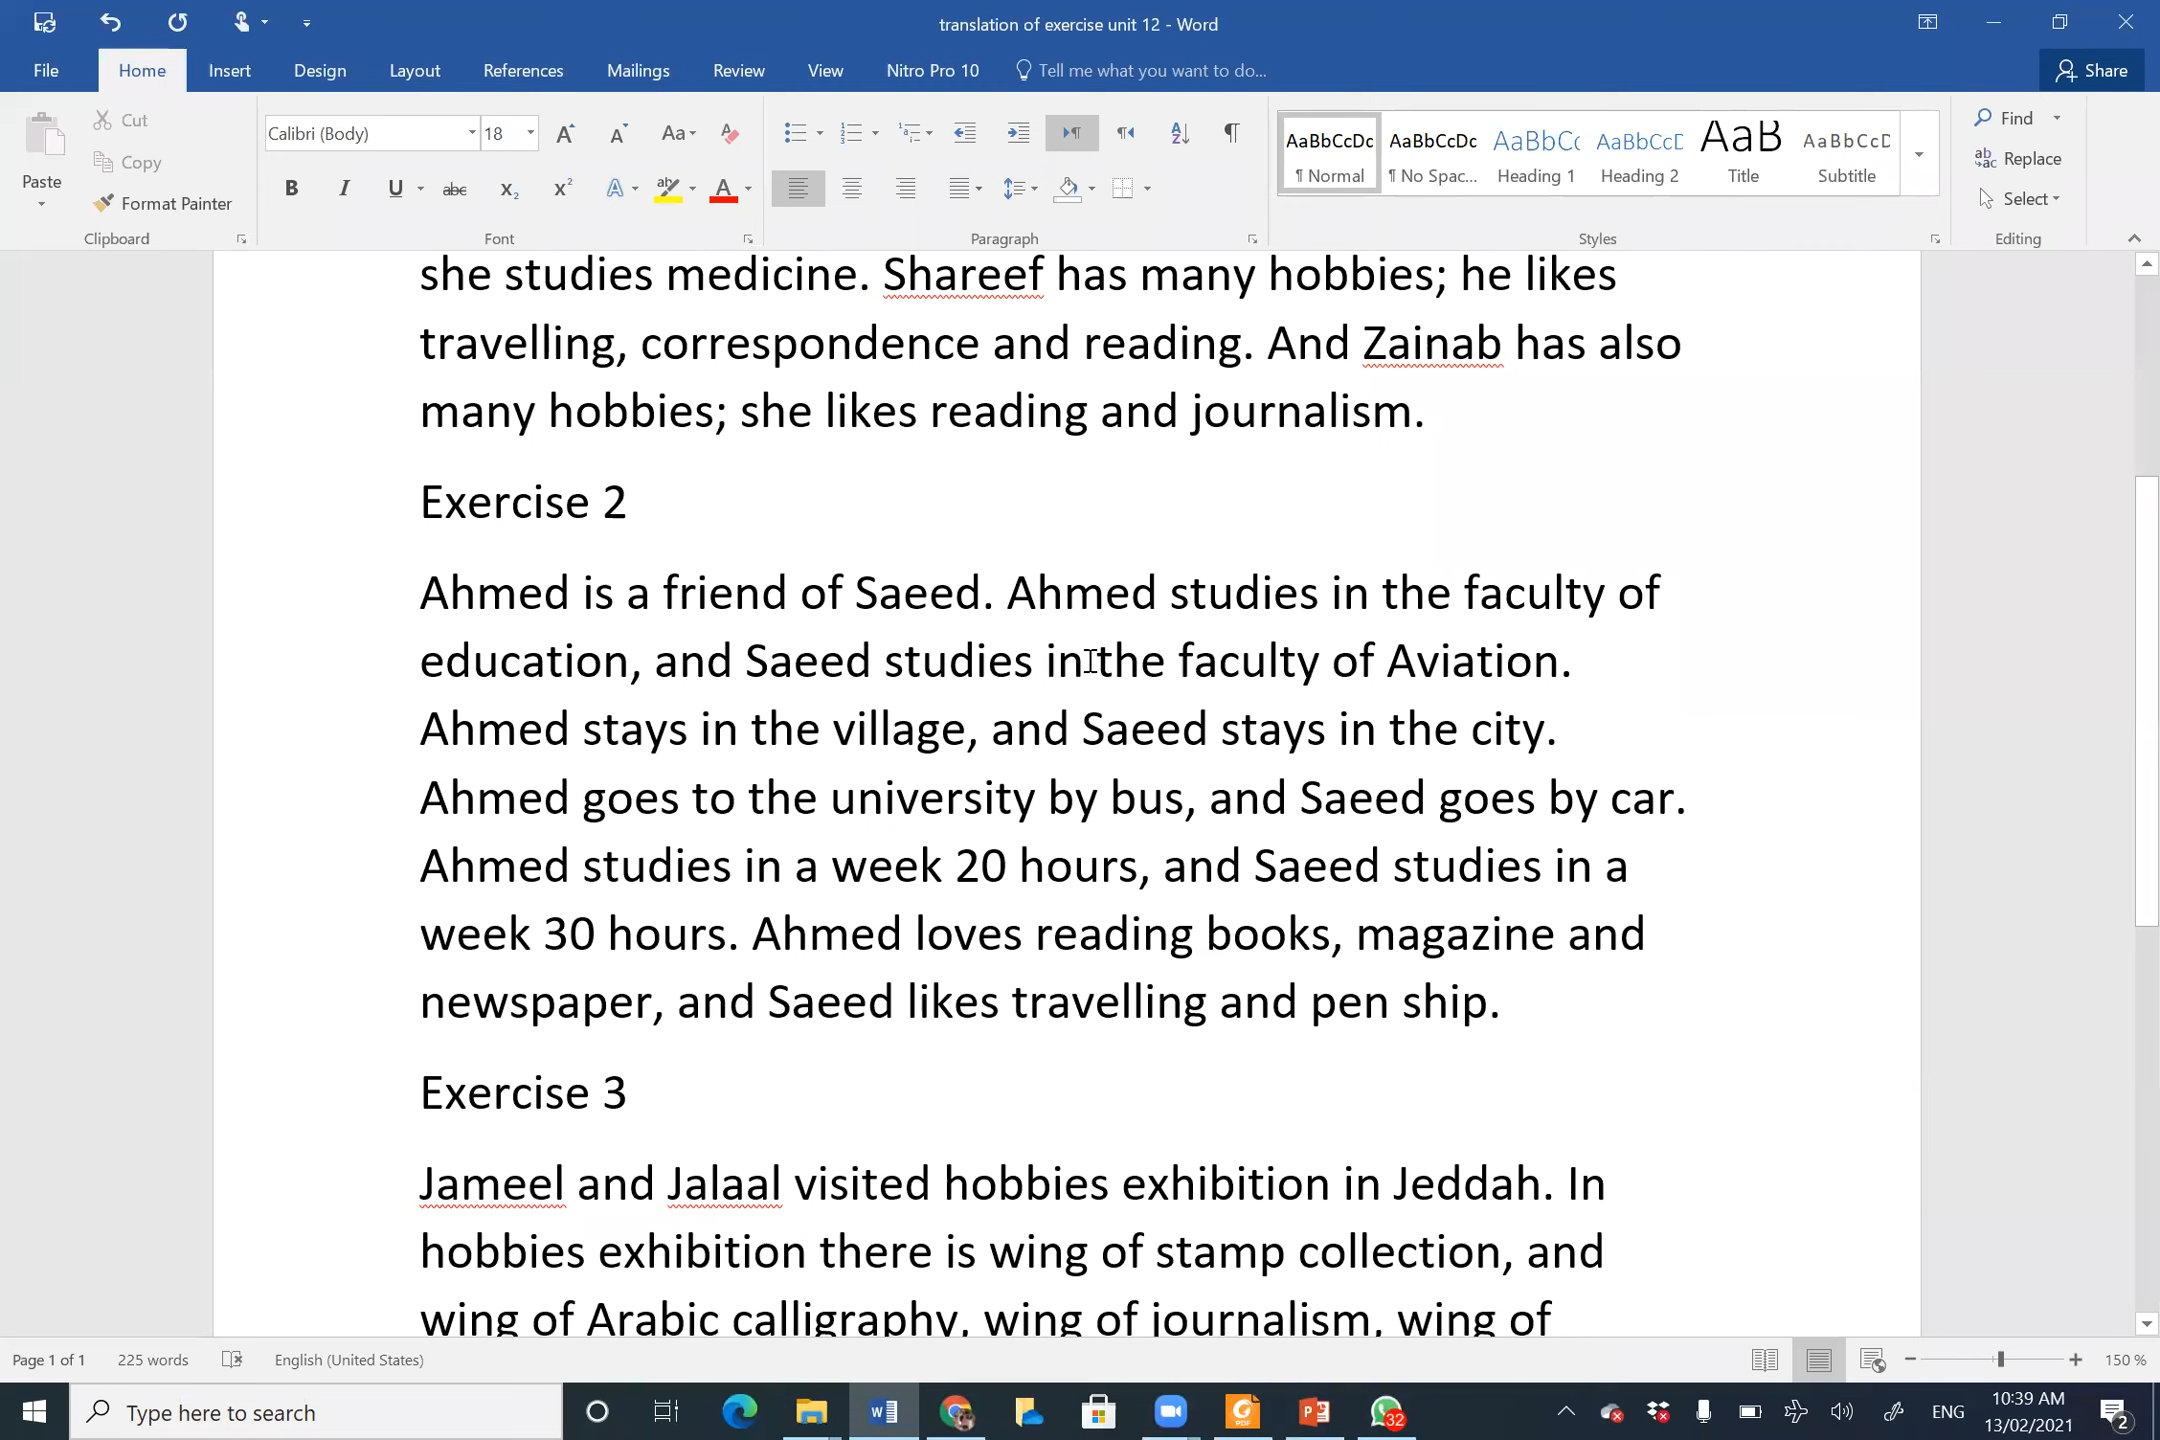 translation of exercise unit 12 - Word
File Home Insert Design Layout References Mailings Review View Nitro Pro 10 Tell me what you want to do... Share
Paste
Cut
Copy
Format Painter
Clipboard
Calibri (Body) 18
Font
Paragraph
AaBbCcDc AaBbCcDc AaBbCc AaBbCcE AaB AaBbCcD
¶ Normal ¶ No Spac... Heading 1 Heading 2 Title Subtitle
Styles
Find
Replace
Select
Editing
she studies medicine. Shareef has many hobbies; he likes
travelling, correspondence and reading. And Zainab has also
many hobbies; she likes reading and journalism.
Exercise 2
Ahmed is a friend of Saeed. Ahmed studies in the faculty of
education, and Saeed studies in the faculty of Aviation.
Ahmed stays in the village, and Saeed stays in the city.
Ahmed goes to the university by bus, and Saeed goes by car.
Ahmed studies in a week 20 hours, and Saeed studies in a
week 30 hours. Ahmed loves reading books, magazine and
newspaper, and Saeed likes travelling and pen ship.
Exercise 3
Jameel and Jalaal visited hobbies exhibition in Jeddah. In
hobbies exhibition there is wing of stamp collection, and
wing of Arabic calligraphy, wing of journalism, wing of
Page 1 of 1 225 words English (United States) 150 %
Type here to search
32
ENG
10:39 AM
13/02/2021
2